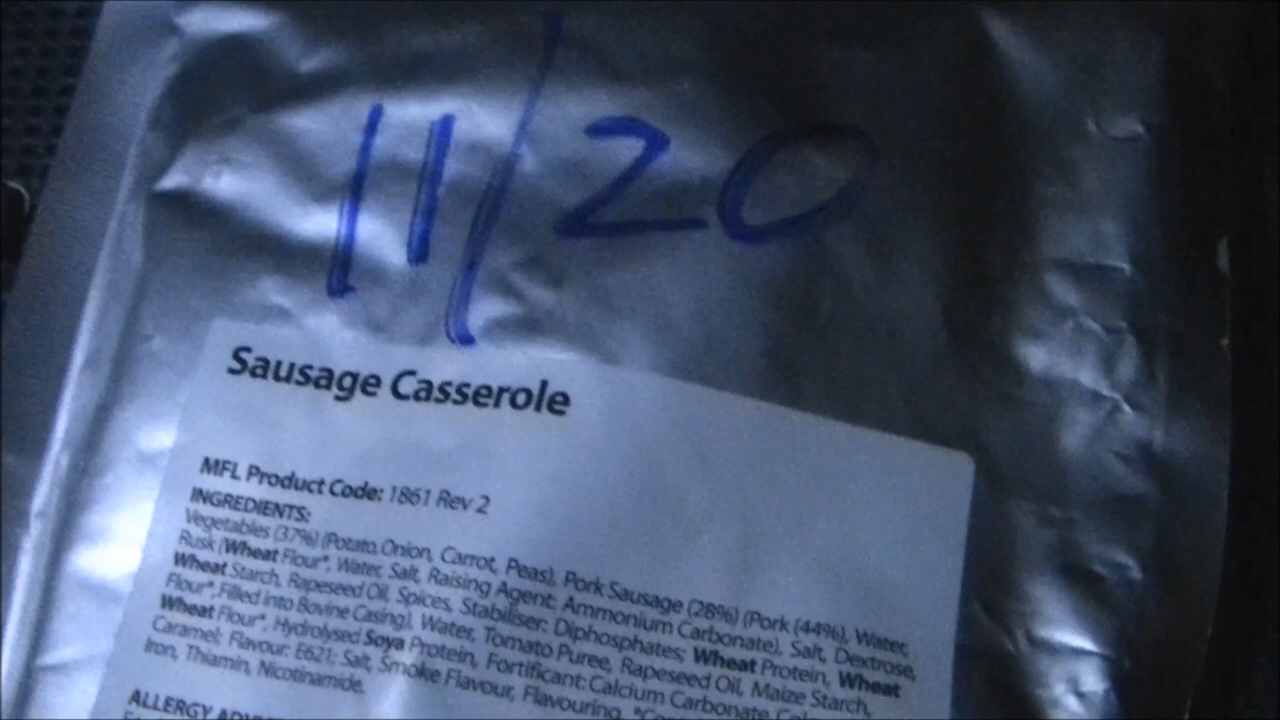 11/20
Sausage Casserole
MFL Product Code: 1861 Rev 2
INGREDIENTS:
Vegetables (37%) (Potato, Onion, Carrot, Peas), Pork Sausage (28%) (Pork (44%), Water,
Rusk (Wheat Flour*, Water, Salt, Raising Agent: Ammonium Carbonate), Salt, Dextrose,
Wheat Starch, Rapeseed Oil, Spices, Stabiliser: Diphosphates; Wheat Protein, Wheat
Flour*, Filled into Bovine Casing), Water, Tomato Puree, Rapeseed Oil, Maize Starch,
Wheat Flour*, Hydrolysed Soya Protein, Fortificant: Calcium Carbonate
Caramel; Flavour: E621; Salt, Smoke Flavour, Flavouring.
Iron, Thiamin, Nicotinamide.
ALLERGY